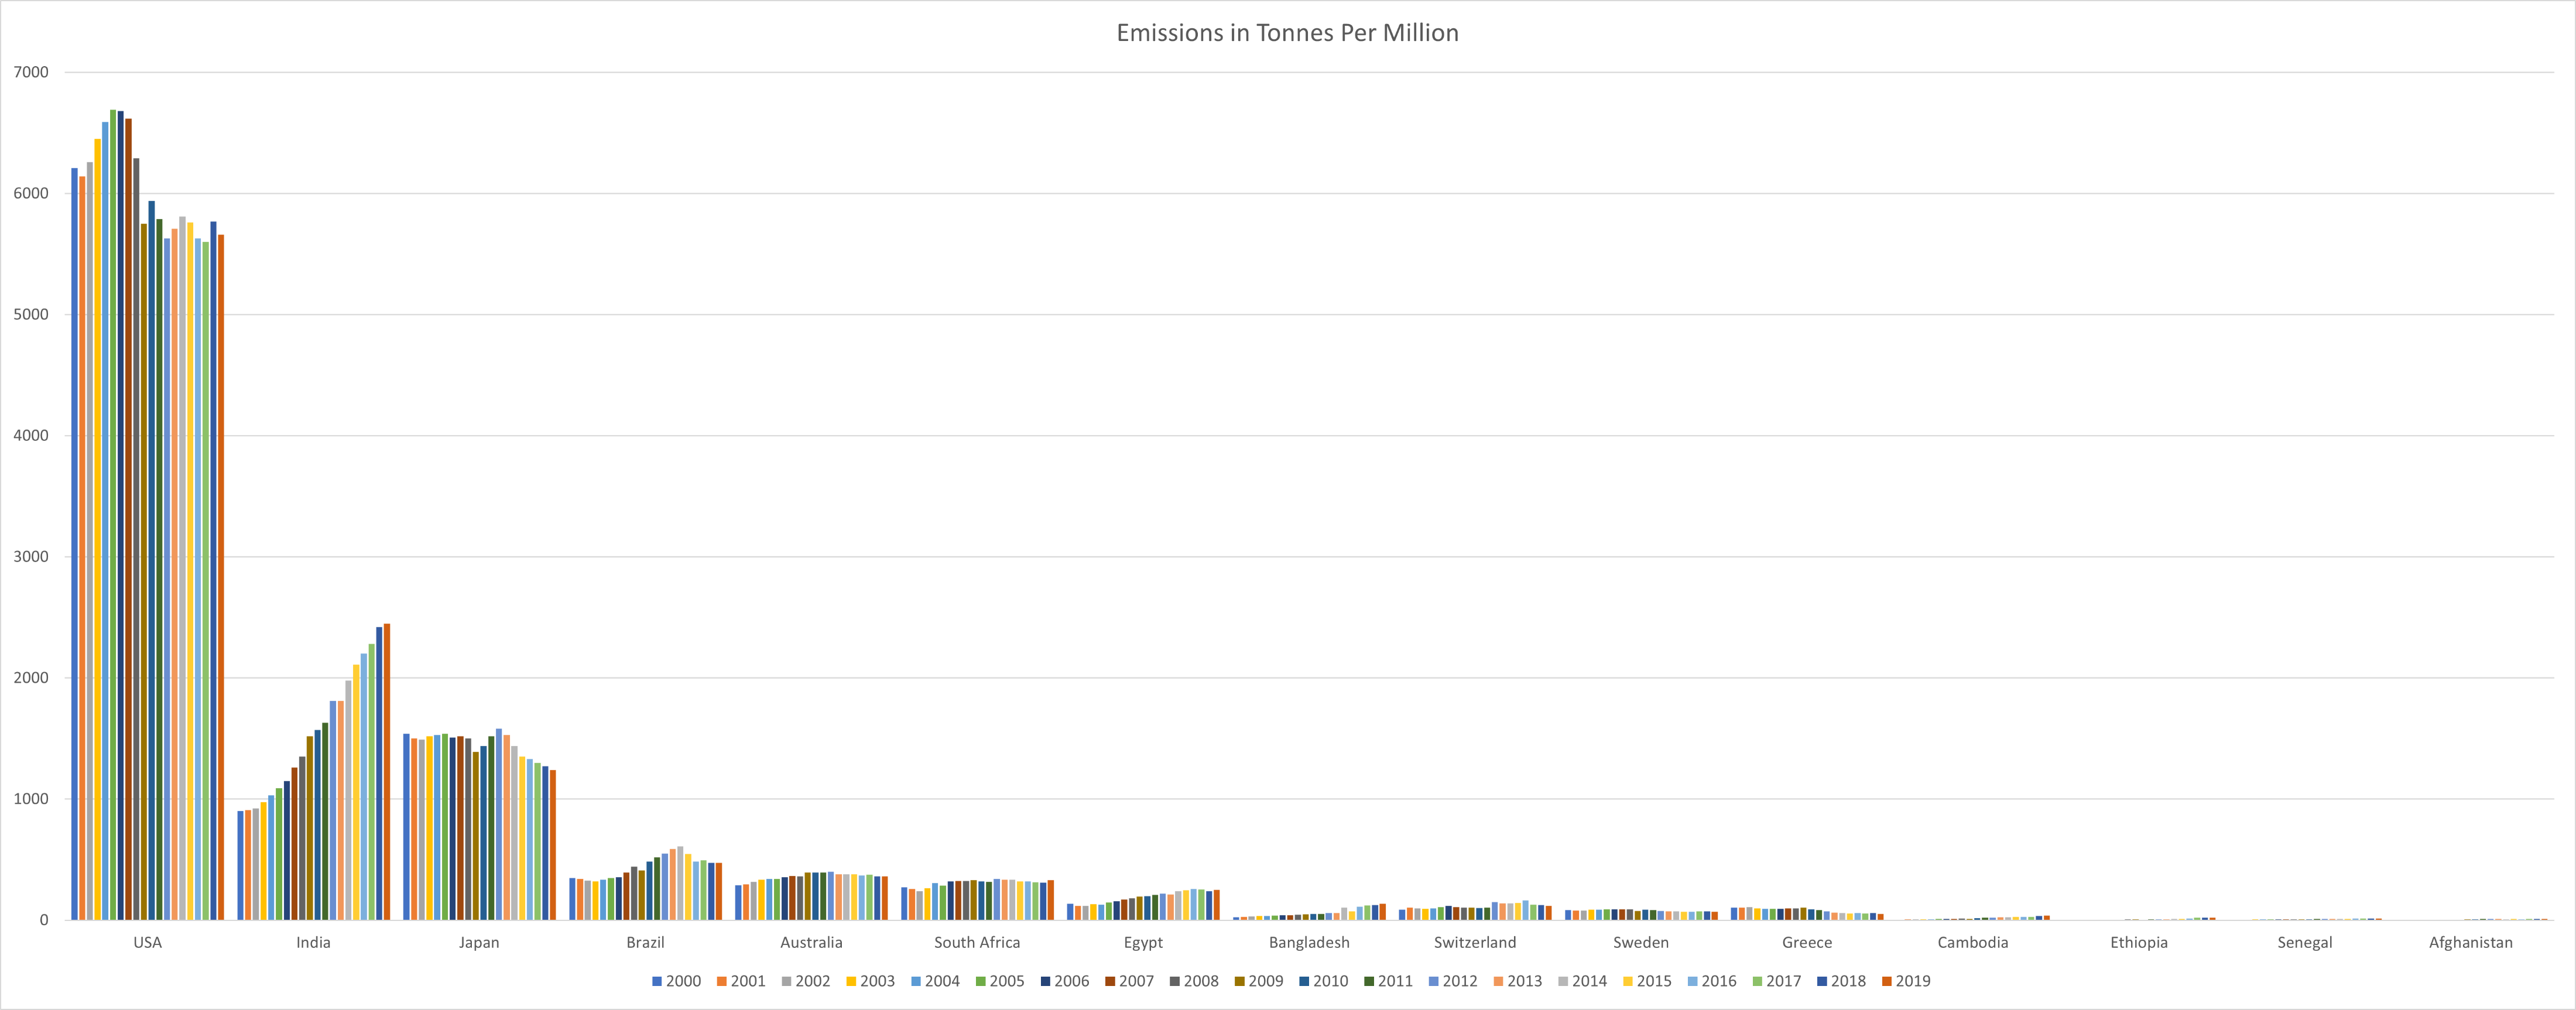 Emissions in Tonnes Per Million
7000
6000
5000
4000
3000
2000
1000
0
USA India Japan Brazil Australia South Africa Egypt Bangladesh Switzerland Sweden Greece Cambodia Ethiopia Senegal Afghanistan
2000 2001 2002 2003 2004 2005 2006 2007 2008 2009 2010 2011 2012 2013 2014 2015 2016 2017 2018 2019